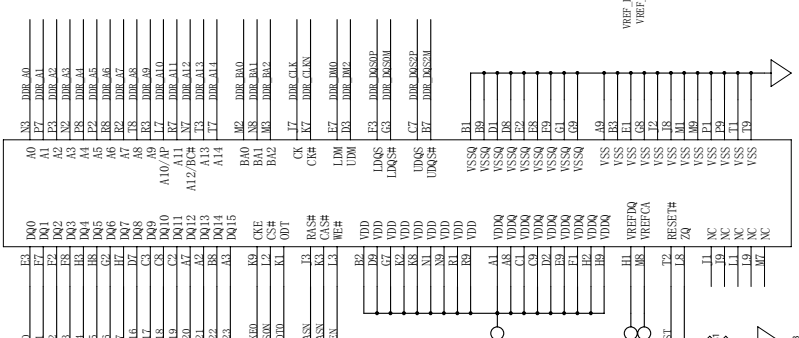 DDR_A0 N3 A0
DDR_A1 P7 A1
DDR_A2 P3 A2
DDR_A3 N2 A3
DDR_A4 P8 A4
DDR_A5 P2 A5
DDR_A6 R8 A6
DDR_A7 R2 A7
DDR_A8 T8 A8
DDR_A9 R3 A9
DDR_A10 L7 A10/AP
DDR_A11 R7 A11
DDR_A12 N7 A12/BC#
DDR_A13 T3 A13
DDR_A14 T7 A14
DDR_BA0 M2 BA0
DDR_BA1 N8 BA1
DDR_BA2 M3 BA2
DDR_CLK J7 CK
DDR_CLKN K7 CK#
DDR_DM0 E7 LDM
DDR_DM2 D3 UDM
DDR_DQS0P F3 LDQS
DDR_DQS0M G3 LDQS#
DDR_DQS2P C7 UDQS
DDR_DQS2M B7 UDQS#
B1 VSSQ
B9 VSSQ
D1 VSSQ
D8 VSSQ
E2 VSSQ
E8 VSSQ
F9 VSSQ
G1 VSSQ
G9 VSSQ
A9 VSS
B3 VSS
E1 VSS
G8 VSS
J2 VSS
J8 VSS
M1 VSS
M9 VSS
P1 VSS
P9 VSS
T1 VSS
T9 VSS
DQ0 E3
DQ1 F7
DQ2 F2
DQ3 F8
DQ4 H3
DQ5 H8
DQ6 G2
DQ7 H7
DQ8 D7
DQ9 C3
DQ10 C8
DQ11 C2
DQ12 A7
DQ13 A2
DQ14 B8
DQ15 A3
CKE K9
CS# L2
ODT K1
RAS# J3
CAS# K3
WE# L3
VDD B2
VDD D9
VDD G7
VDD K2
VDD K8
VDD N1
VDD N9
VDD R1
VDD R9
VDDQ A1
VDDQ A8
VDDQ C1
VDDQ C9
VDDQ D2
VDDQ E9
VDDQ F1
VDDQ H2
VDDQ H9
VREFDQ H1
VREFCA M8
RESET# T2
ZQ L8
NC J1
NC J9
NC L1
NC L9
NC M7